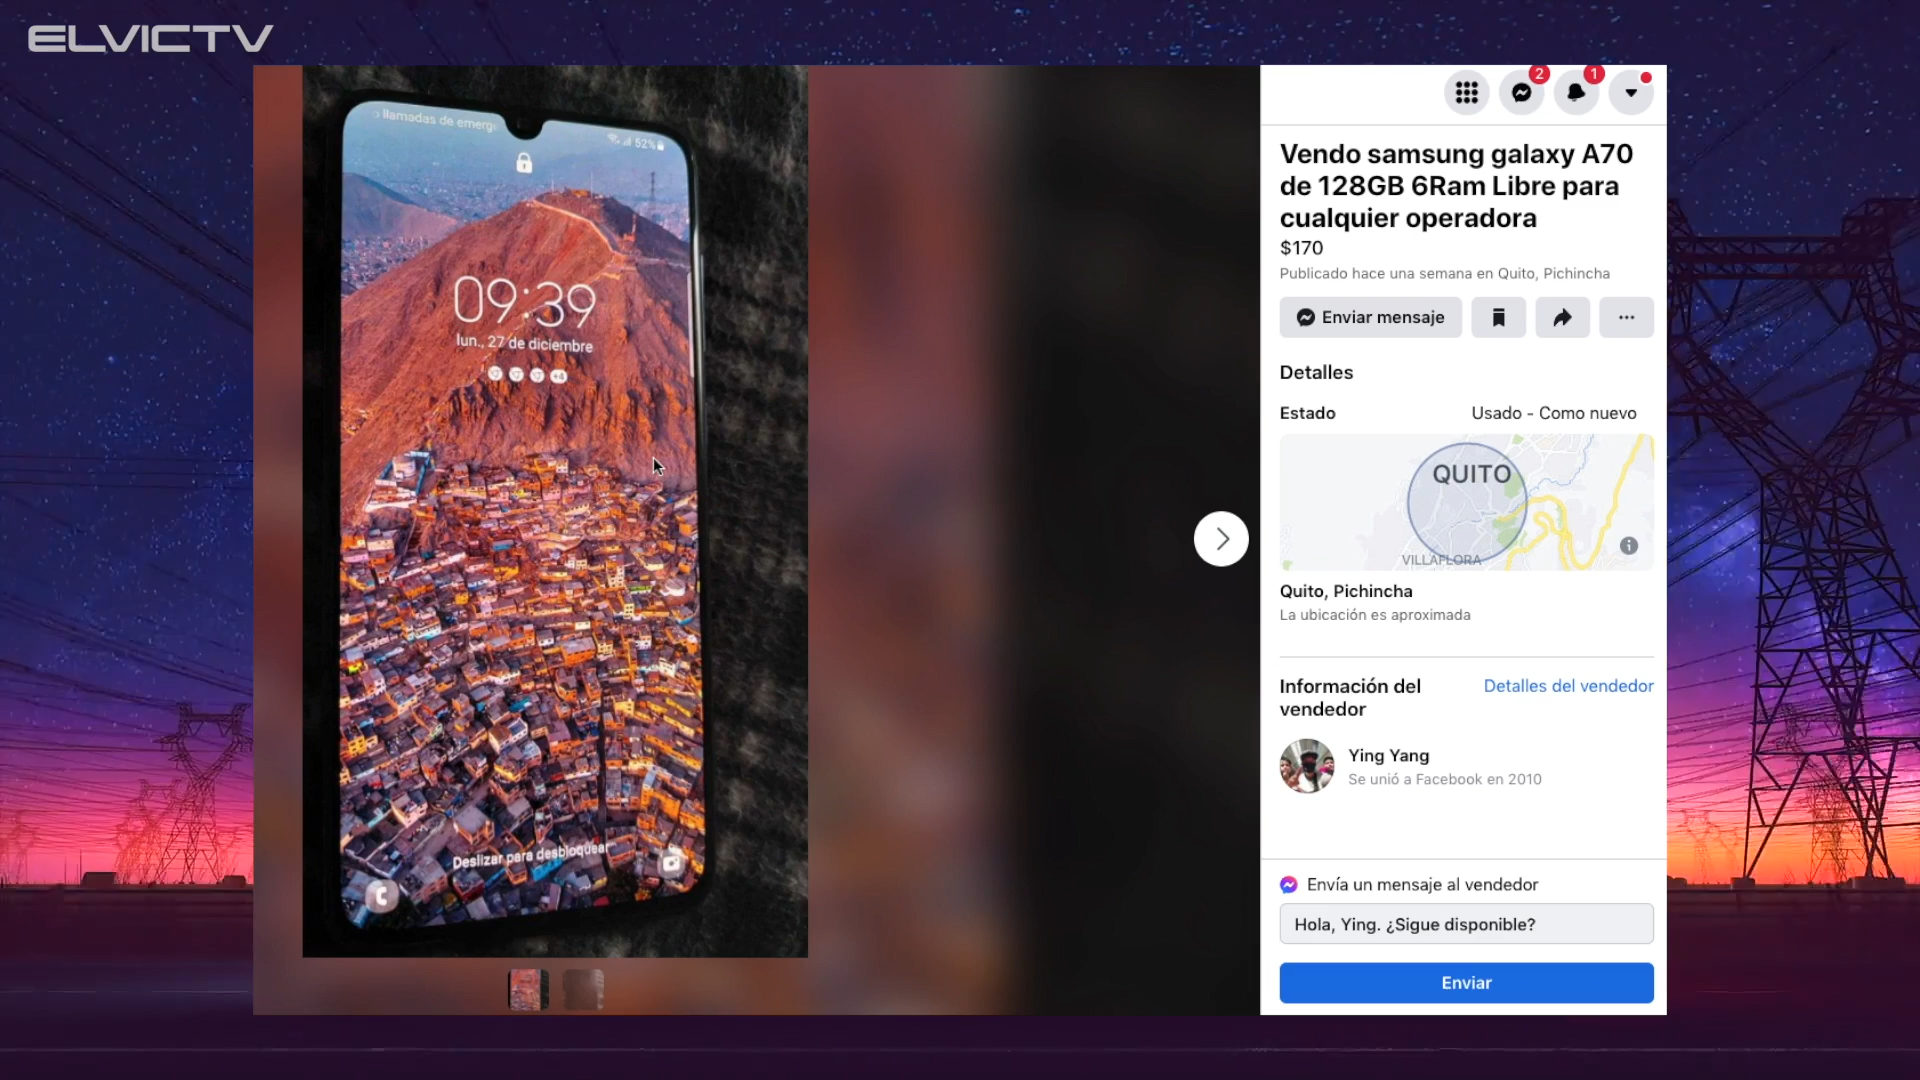 ELVICTV
llamadas de emerg
52%
09:39
lun., 27 de diciembre
+4
Deslizar para desbloquear
2
1
Vendo samsung galaxy A70
de 128GB 6Ram Libre para
cualquier operadora
$170
Publicado hace una semana en Quito, Pichincha
Enviar mensaje
Detalles
Estado
Usado - Como nuevo
QUITO
VILLAFLORA
Quito, Pichincha
La ubicación es aproximada
Información del
vendedor
Detalles del vendedor
Ying Yang
Se unió a Facebook en 2010
Envía un mensaje al vendedor
Hola, Ying. ¿Sigue disponible?
Enviar